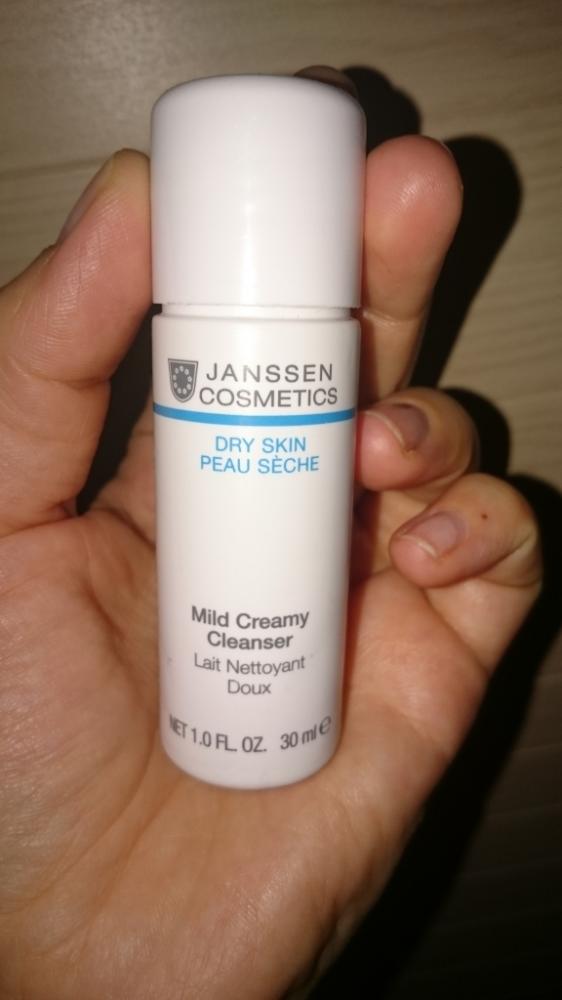 JANSSEN
COSMETICS
DRY SKIN
PEAU SÈCHE
Mild Creamy
Cleanser
Lait Nettoyant
Doux
NET 1.0 FL. OZ. 30 ml ℮